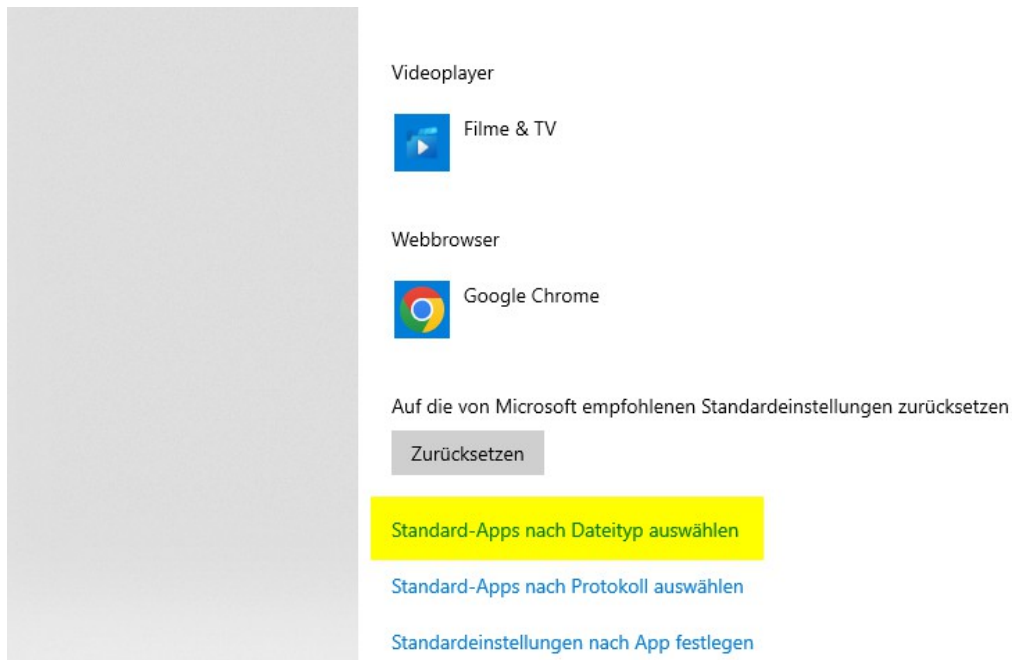 Videoplayer
Filme & TV
Webbrowser
Google Chrome
Auf die von Microsoft empfohlenen Standardeinstellungen zurücksetzen
Zurücksetzen
Standard-Apps nach Dateityp auswählen
Standard-Apps nach Protokoll auswählen
Standardeinstellungen nach App festlegen